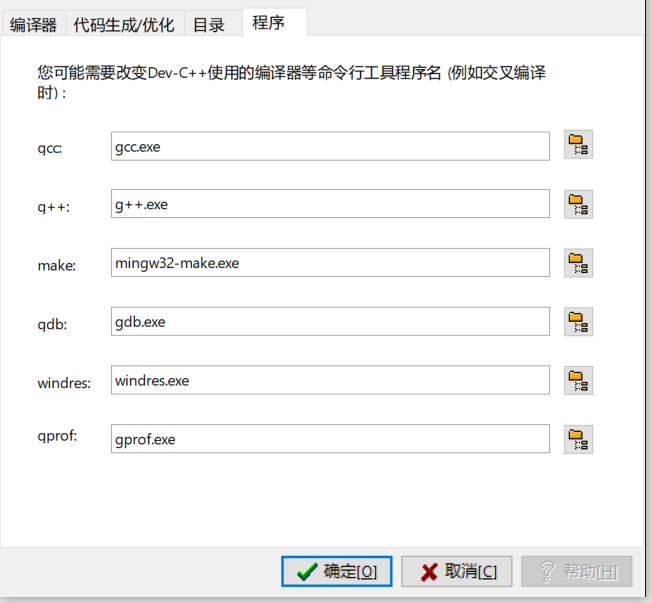 编译器 代码生成/优化 目录 程序
您可能需要改变Dev-C++使用的编译器等命令行工具程序名 (例如交叉编译
时) :
gcc: gcc.exe
g++: g++.exe
make: mingw32-make.exe
gdb: gdb.exe
windres: windres.exe
gprof: gprof.exe
确定[O] 取消[C] 帮助[H]